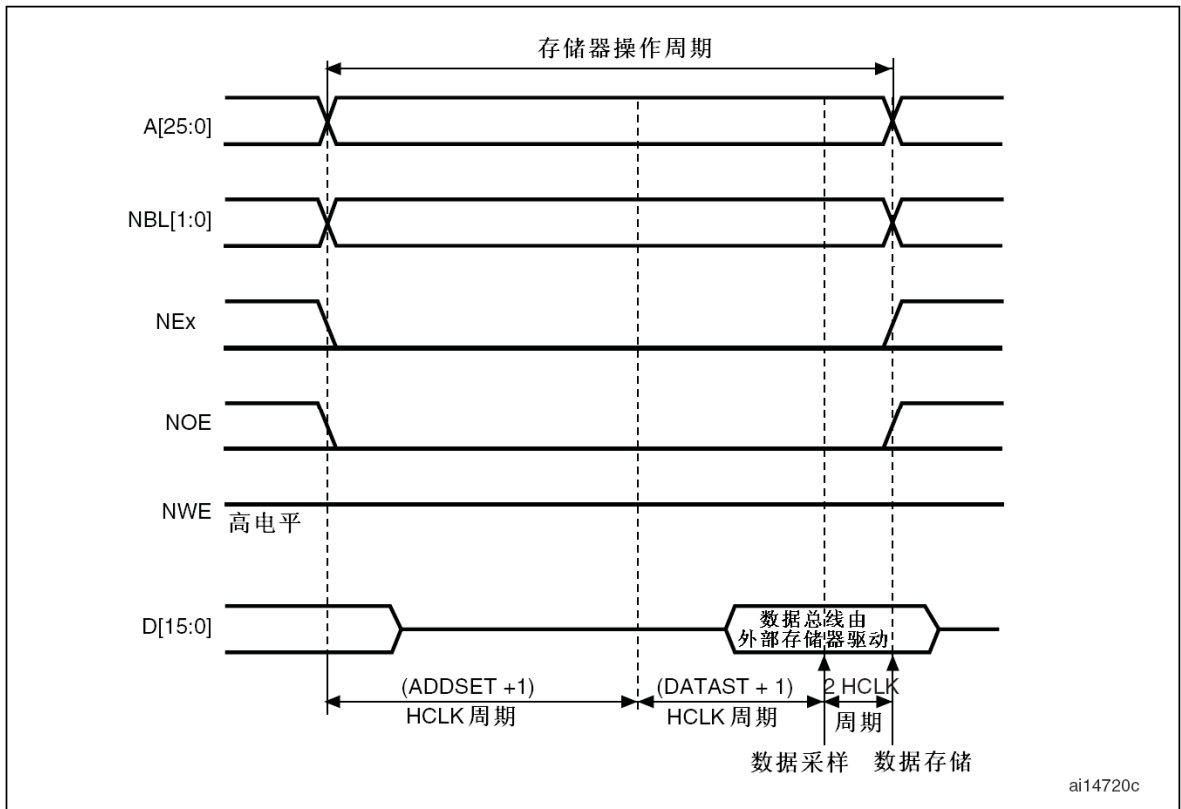 存储器操作周期
A[25:0]
NBL[1:0]
NEx
NOE
NWE
高电平
D[15:0]
数据总线由
外部存储器驱动
(ADDSET +1)
HCLK 周期
(DATAST + 1)
HCLK 周期
2 HCLK
周期
数据采样
数据存储
ai14720c